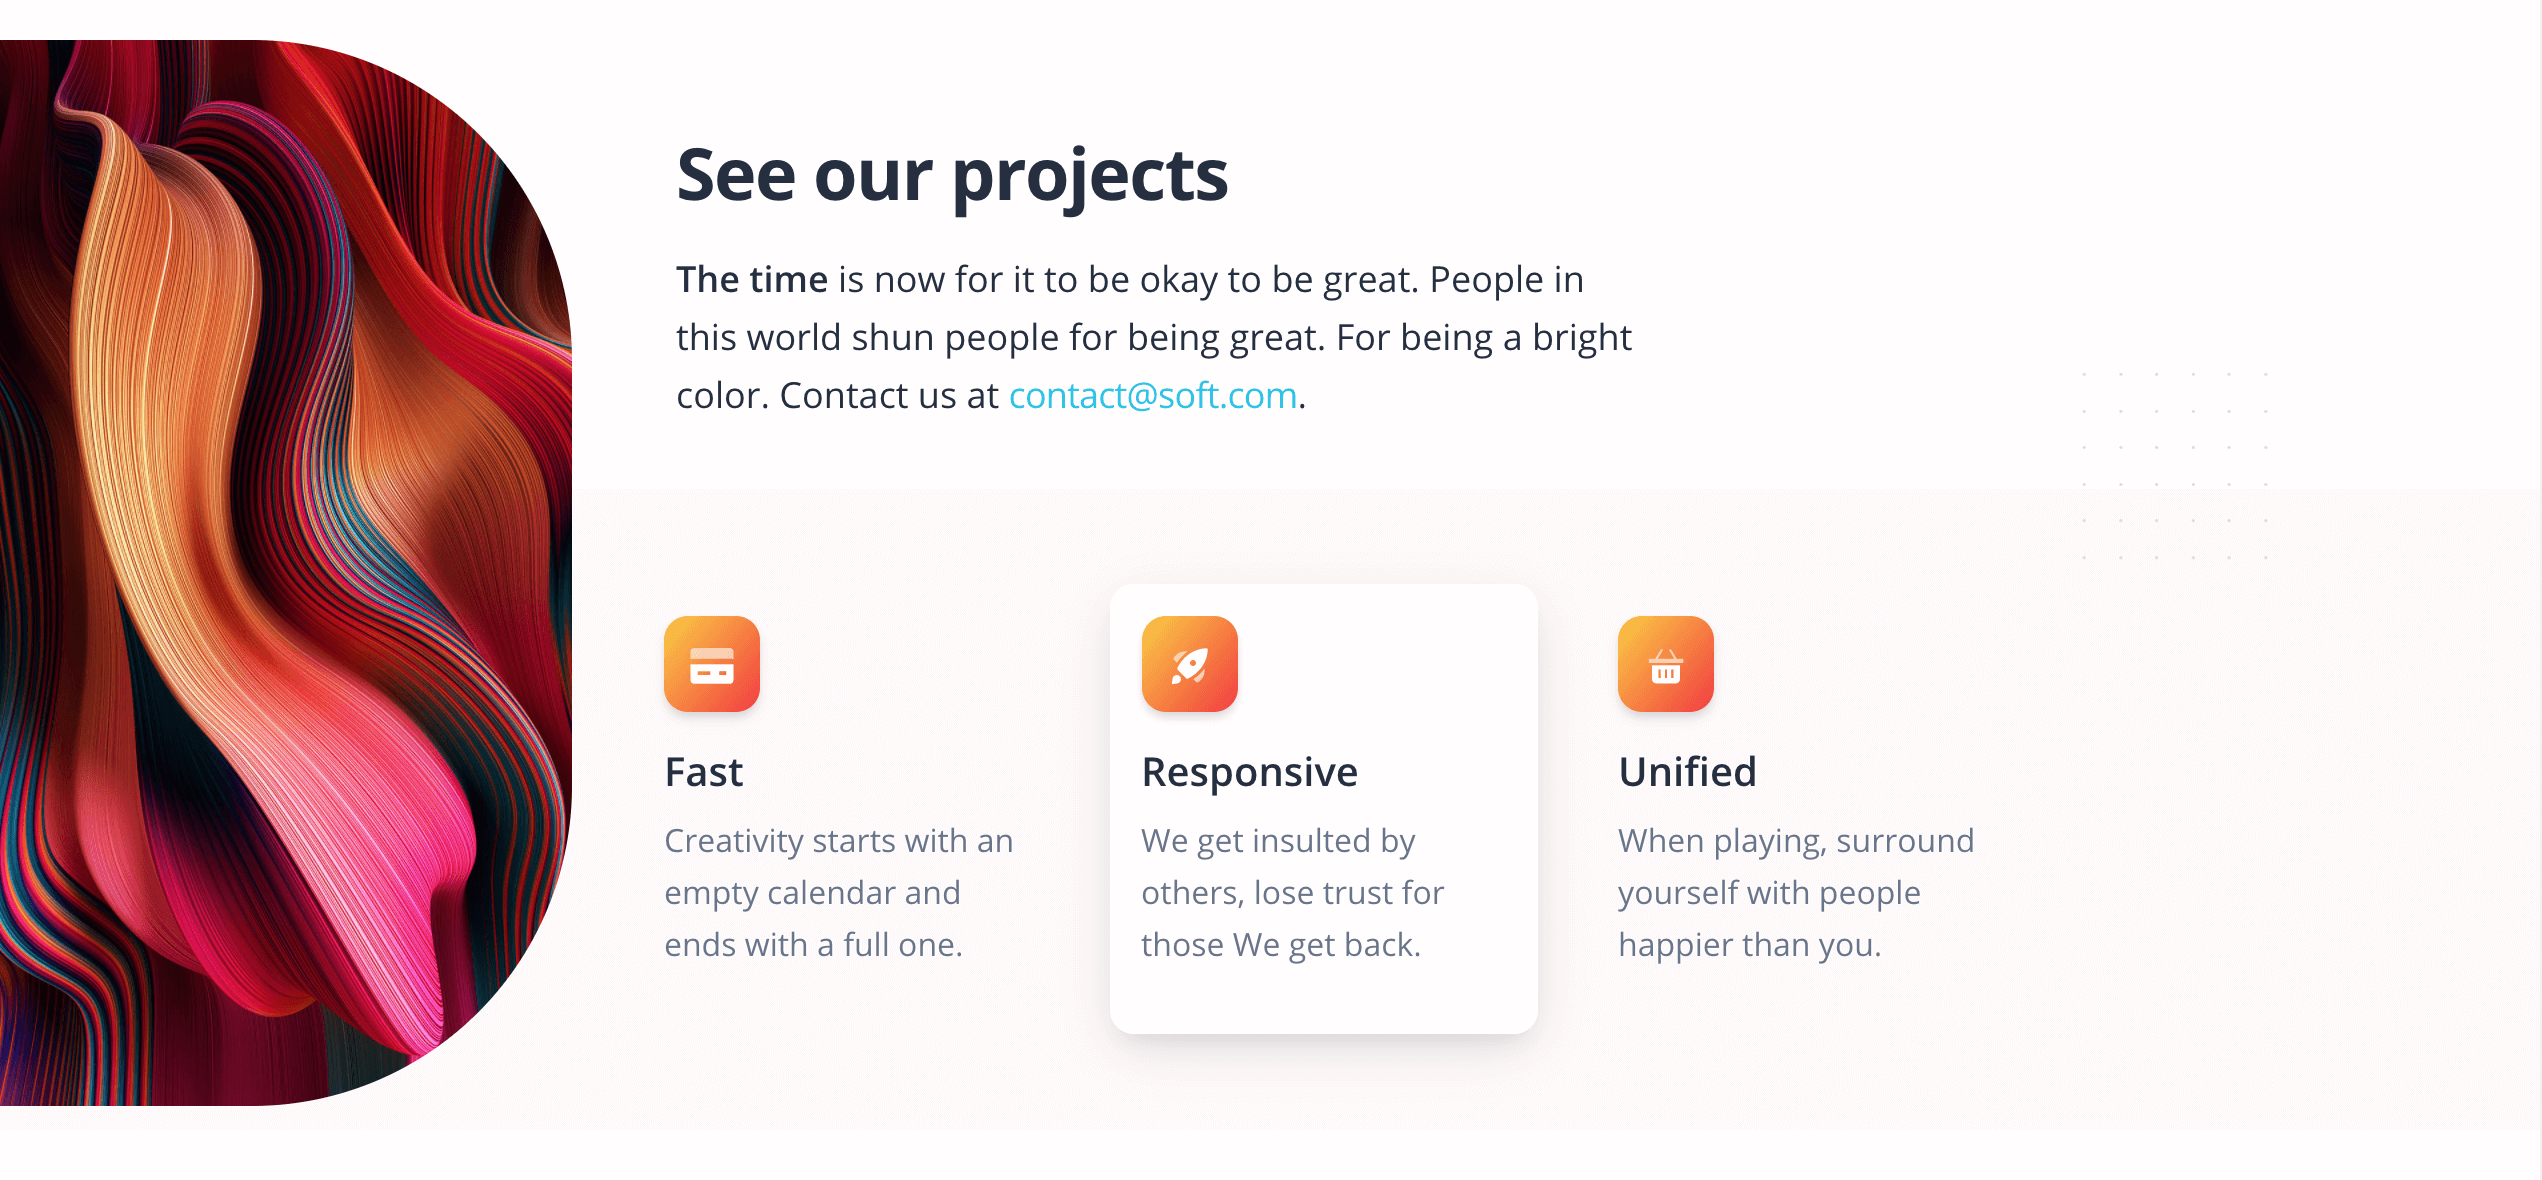 See our projects
The time is now for it to be okay to be great. People in
this world shun people for being great. For being a bright
color. Contact us at contact@soft.com.
Fast
Creativity starts with an
empty calendar and
ends with a full one.
Responsive
We get insulted by
others, lose trust for
those We get back.
Unified
When playing, surround
yourself with people
happier than you.